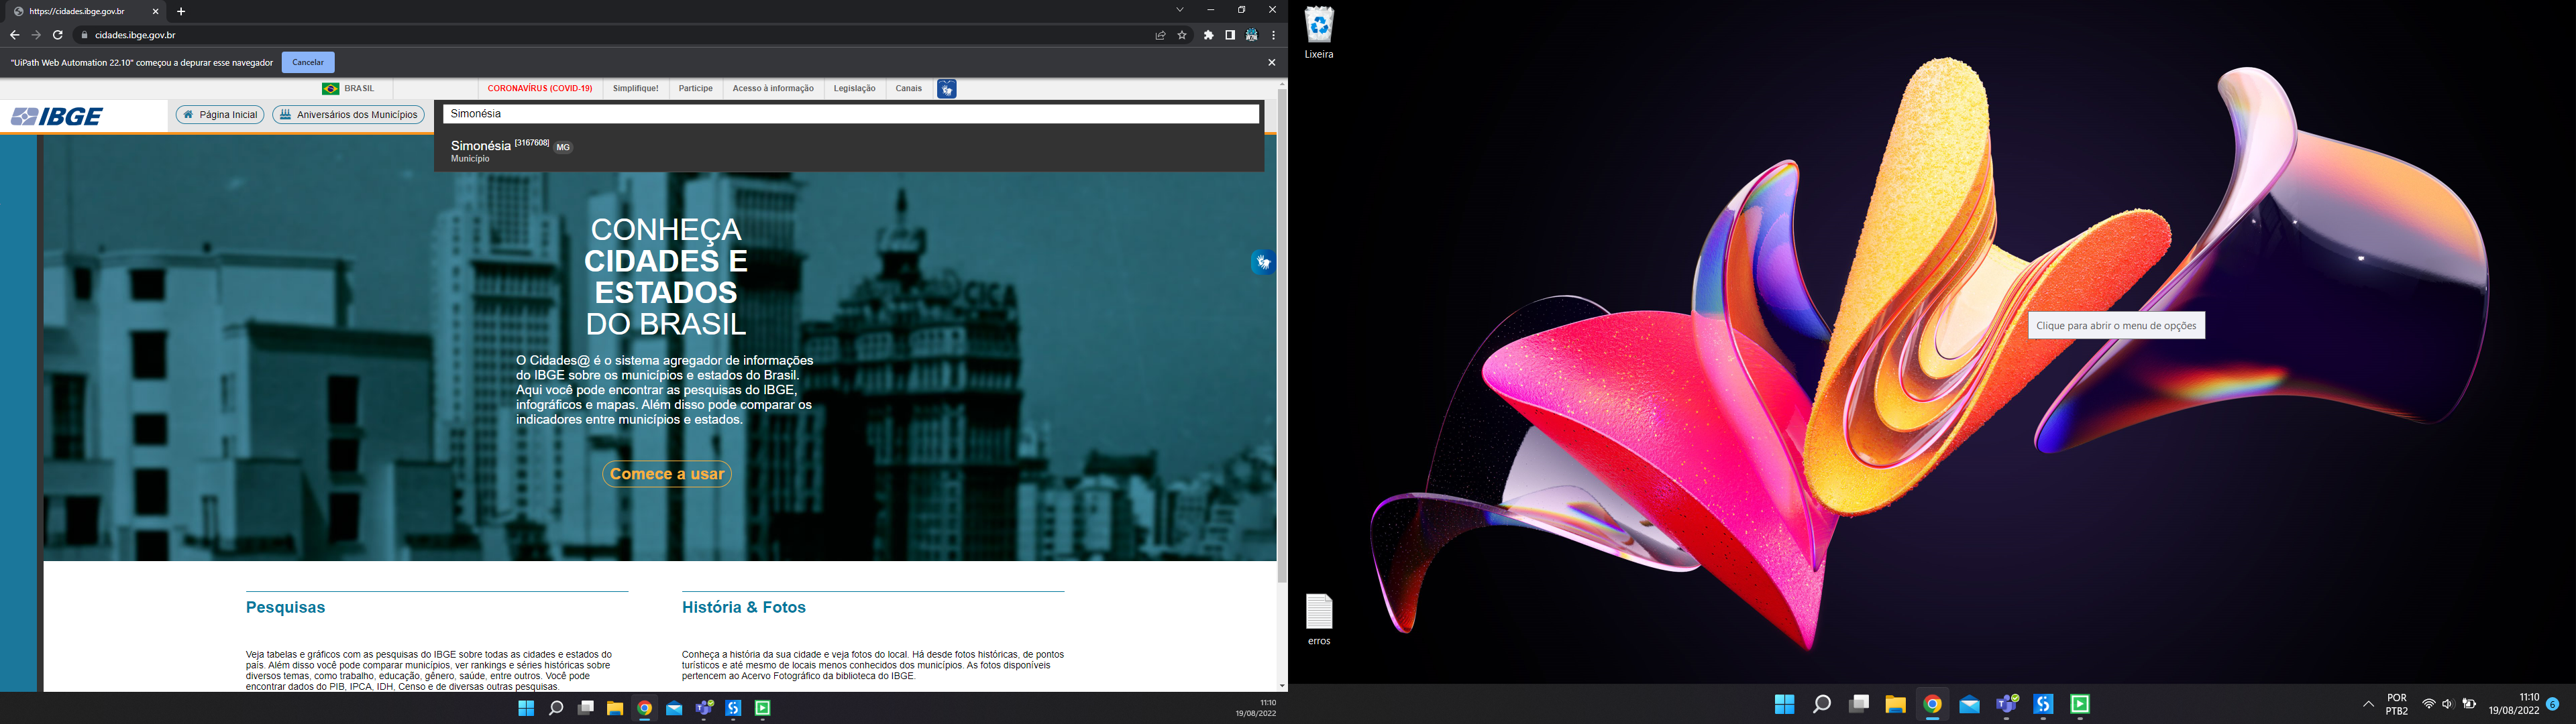 https://cidades.ibge.gov.br
cidades.ibge.gov.br
"UiPath Web Automation 22.10" começou a depurar esse navegador
Cancelar
BRASIL
CORONAVÍRUS (COVID-19)
Simplifique!
Participe
Acesso à informação
Legislação
Canais
IBGE
Página Inicial
Aniversários dos Municípios
Simonésia
Simonésia [3167608] MG
Município
CONHEÇA
CIDADES E
ESTADOS
DO BRASIL
O Cidades@ é o sistema agregador de informações
do IBGE sobre os municípios e estados do Brasil.
Aqui você pode encontrar as pesquisas do IBGE,
infográficos e mapas. Além disso pode comparar os
indicadores entre municípios e estados.
Comece a usar
Pesquisas
Veja tabelas e gráficos com as pesquisas do IBGE sobre todas as cidades e estados do
país. Além disso você pode comparar municípios, ver rankings e séries históricas sobre
diversos temas, como trabalho, educação, gênero, saúde, entre outros. Você pode
encontrar dados do PIB, IPCA, IDH, Censo e de diversas outras pesquisas.
História & Fotos
Conheça a história da sua cidade e veja fotos do local. Há desde fotos históricas, de pontos
turísticos e até mesmo de locais menos conhecidos dos municípios. As fotos disponíveis
pertencem ao Acervo Fotográfico da biblioteca do IBGE.
11:10
19/08/2022
Lixeira
Clique para abrir o menu de opções
erros
POR
PTB2
11:10
19/08/2022
6